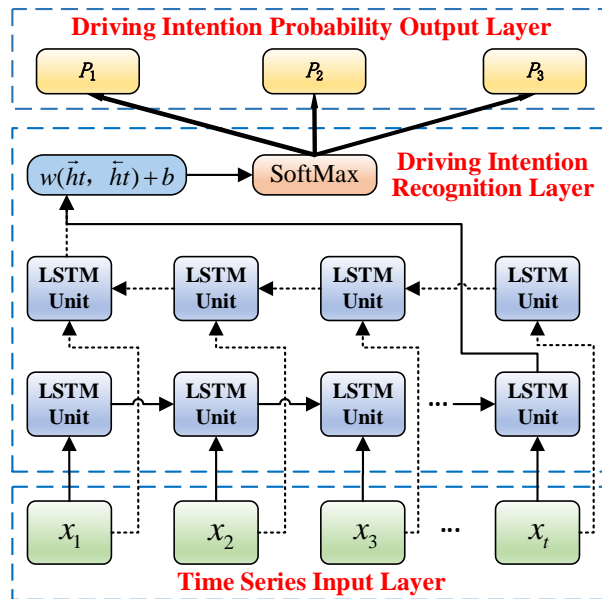 Driving Intention Probability Output Layer
P₁ P₂ P₃
w(h⃗t, h⃖t)+b
SoftMax
Driving Intention
Recognition Layer
LSTM LSTM LSTM LSTM
Unit Unit Unit Unit
LSTM LSTM LSTM ... LSTM
Unit Unit Unit Unit
x₁ x₂ x₃ ... xₜ
Time Series Input Layer